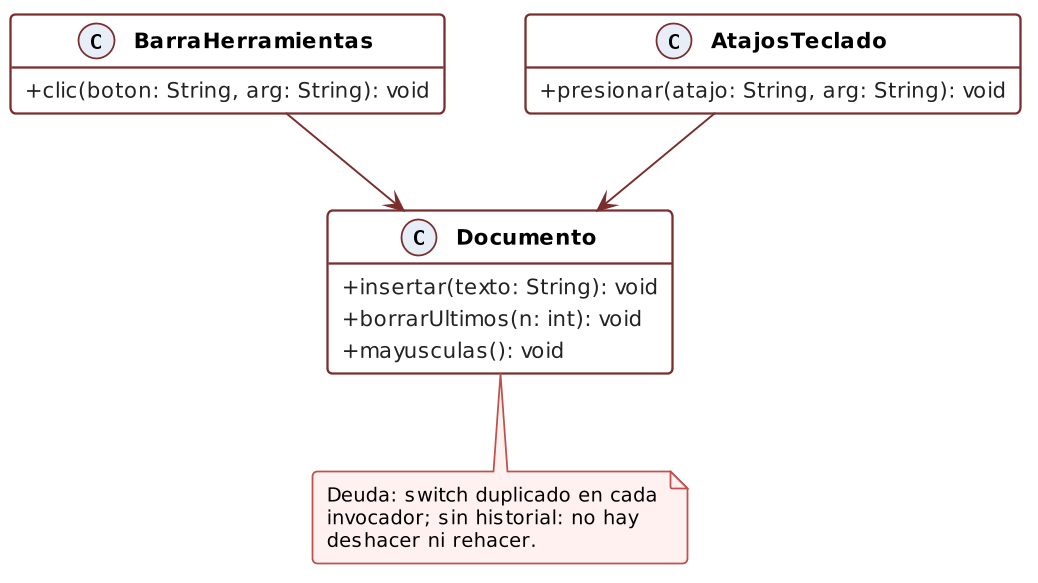 C BarraHerramientas
+clic(boton: String, arg: String): void
C AtajosTeclado
+presionar(atajo: String, arg: String): void
C Documento
+insertar(texto: String): void
+borrarUltimos(n: int): void
+mayusculas(): void
Deuda: switch duplicado en cada
invocador; sin historial: no hay
deshacer ni rehacer.